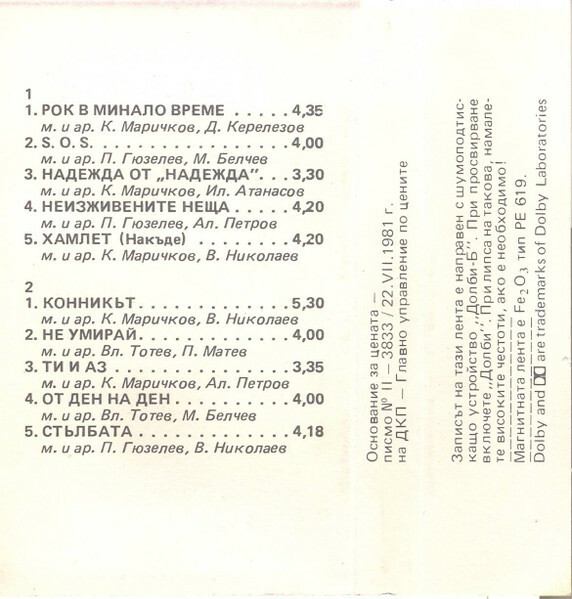 1
1. РОК В МИНАЛО ВРЕМЕ . . . . . 4,35
м. и ар. К. Маричков, Д. Керелезов
2. S. O. S. . . . . . . . . . . . . . . . . . 4,00
м. и ар. П. Гюзелев, М. Белчев
3. НАДЕЖДА ОТ „НАДЕЖДА". . . 3,30
м. и ар. К. Маричков, Ил. Атанасов
4. НЕИЗЖИВЕНИТЕ НЕЩА . . . . 4,20
м. и ар. П. Гюзелев, Ал. Петров
5. ХАМЛЕТ (Накъде) . . . . . . . . 4,20
м. и ар. К. Маричков, В. Николаев
2
1. КОННИКЪТ. . . . . . . . . . . . . 5,30
м. и ар. К. Маричков, В. Николаев
2. НЕ УМИРАЙ. . . . . . . . . . . . . 4,00
м. и ар. Вл. Тотев, П. Матев
3. ТИ И АЗ . . . . . . . . . . . . . . . 3,35
м. и ар. К. Маричков, Ал. Петров
4. ОТ ДЕН НА ДЕН . . . . . . . . . . 4,00
м. и ар. Вл. Тотев, М. Белчев
5. СТЪЛБАТА . . . . . . . . . . . . . 4,18
м. и ар. П. Гюзелев, В. Николаев
Основание за цената —
писмо № II — 3833 / 22.VII.1981 г.
на ДКП — Главно управление по цените
Записът на тази лента е направен с шумоподтис-
кащо устройство „Долби-Б". При просвирване
включете „Долби". При липса на такова, намале-
те високите честоти, ако е необходимо!
Магнитната лента е Fe2O3 тип PE 619.
Dolby and are trademarks of Dolby Laboratories